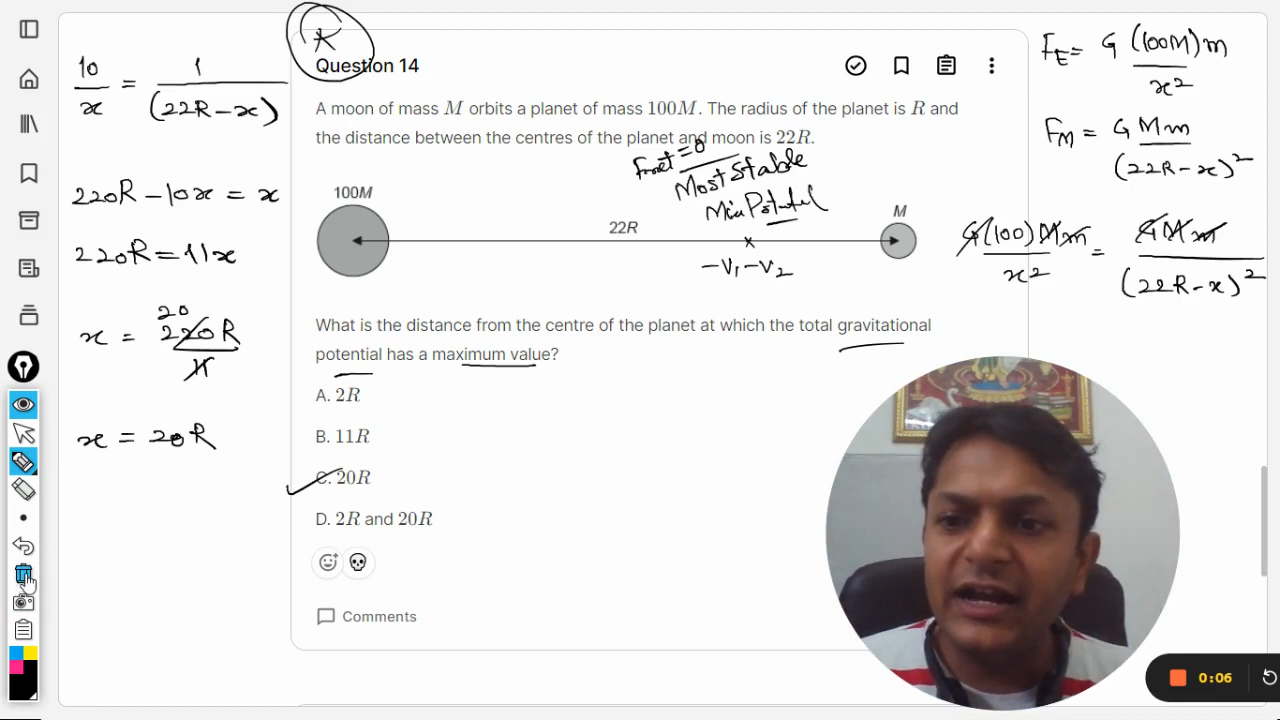 R
Question 14
A moon of mass M orbits a planet of mass 100M. The radius of the planet is R and
the distance between the centres of the planet and moon is 22R.
Fnet = 0
Most Stable
Min Potential
100M
22R
M
-V₁ - V₂
What is the distance from the centre of the planet at which the total gravitational
potential has a maximum value?
A. 2R
B. 11R
C. 20R
D. 2R and 20R
Comments
10/x = 1/(22R-x)
220R - 10x = x
220R = 11x
x = 220R/11
20
x = 20R
F_E = G(100M)m/x²
F_M = GMm/(22R-x)²
G(100)Mm/x² = GMm/(22R-x)²
0:06